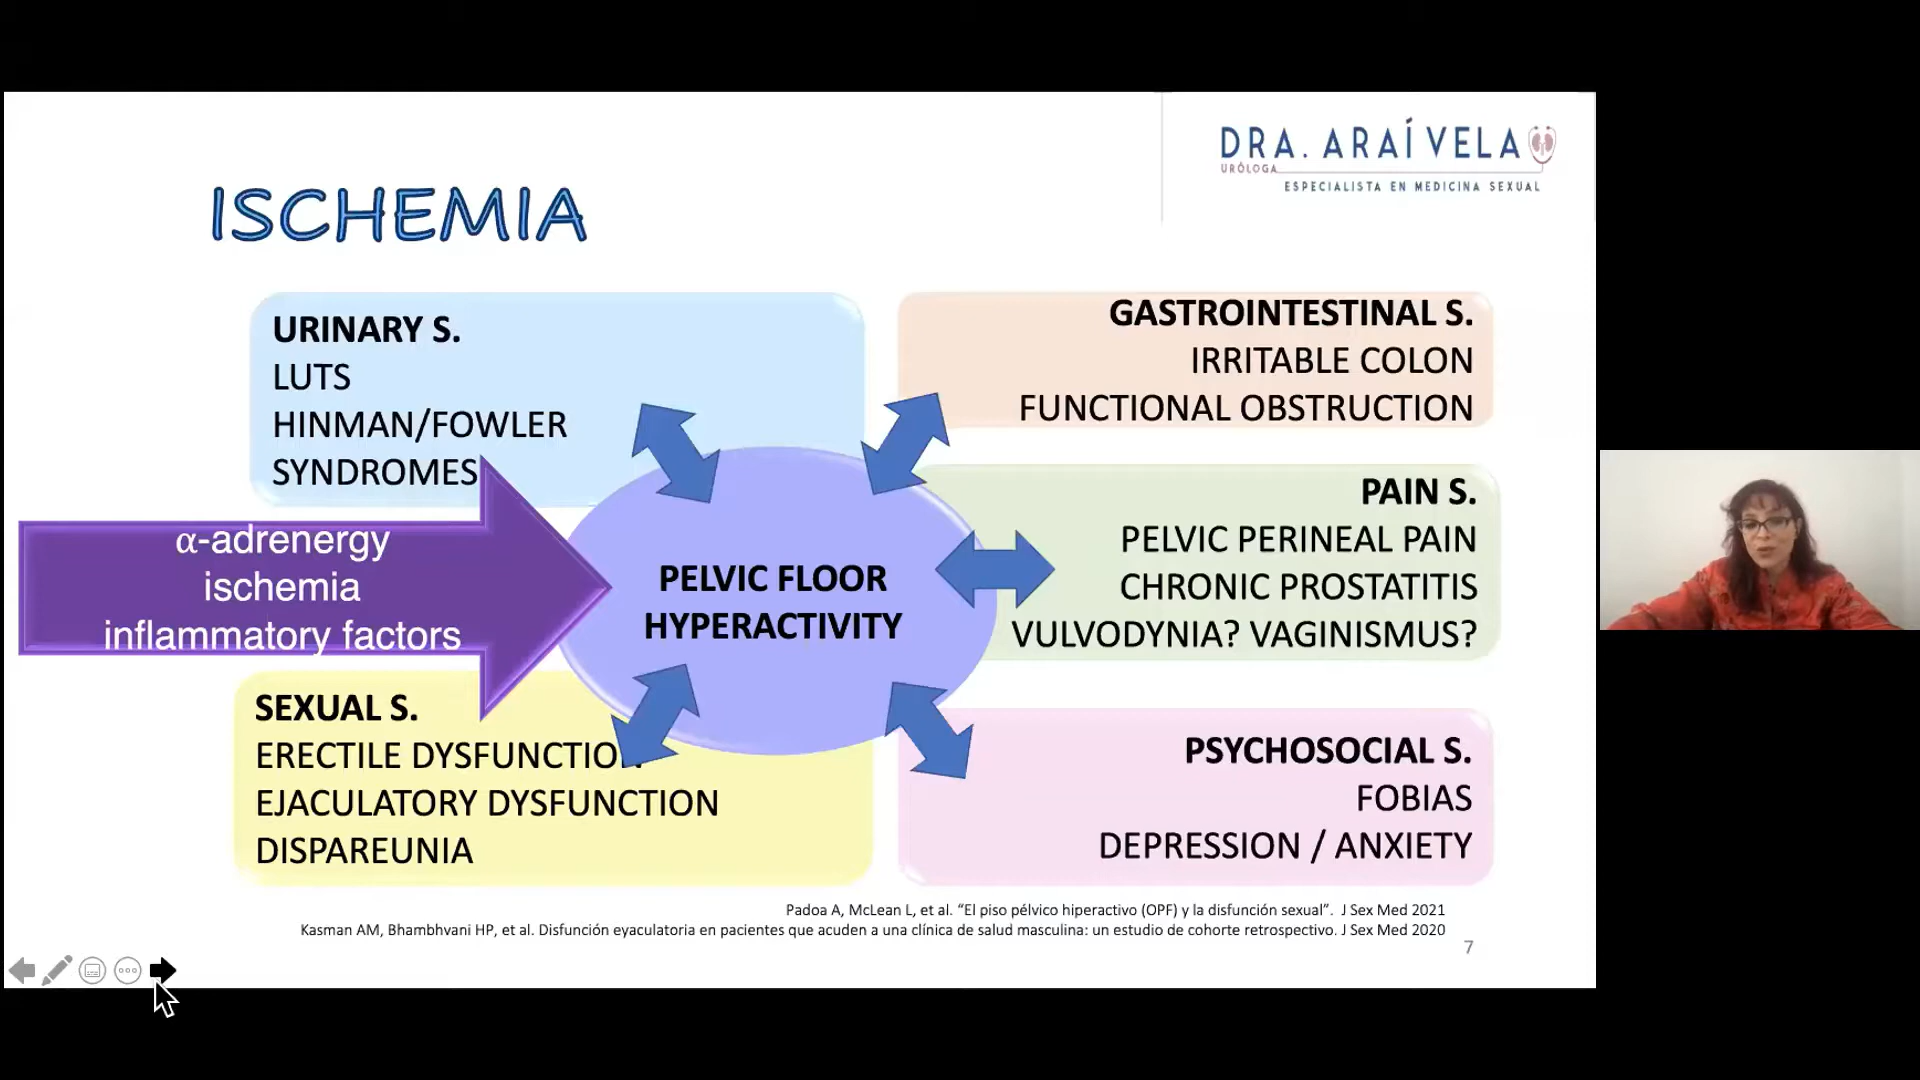 DRA. ARAÍ VELA
URÓLOGA
ESPECIALISTA EN MEDICINA SEXUAL
ISCHEMIA
URINARY S.
LUTS
HINMAN/FOWLER
SYNDROMES
GASTROINTESTINAL S.
IRRITABLE COLON
FUNCTIONAL OBSTRUCTION
α-adrenergy
ischemia
inflammatory factors
PELVIC FLOOR
HYPERACTIVITY
PAIN S.
PELVIC PERINEAL PAIN
CHRONIC PROSTATITIS
VULVODYNIA? VAGINISMUS?
SEXUAL S.
ERECTILE DYSFUNCTION
EJACULATORY DYSFUNCTION
DISPAREUNIA
PSYCHOSOCIAL S.
FOBIAS
DEPRESSION / ANXIETY
Padoa A, McLean L, et al. “El piso pélvico hiperactivo (OPF) y la disfunción sexual”. J Sex Med 2021
Kasman AM, Bhambhvani HP, et al. Disfunción eyaculatoria en pacientes que acuden a una clínica de salud masculina: un estudio de cohorte retrospectivo. J Sex Med 2020
7